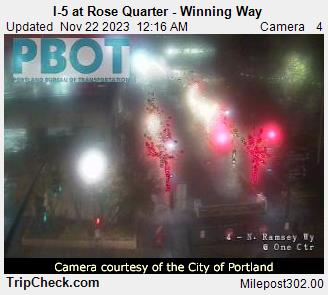 I-5 at Rose Quarter - Winning Way
Updated Nov 22 2023 12:16 AM Camera 4
PBOT
PORTLAND BUREAU OF TRANSPORTATION
4 - N. Ramsey Wy
@ One Ctr
Camera courtesy of the City of Portland
TripCheck.com Milepost302.00